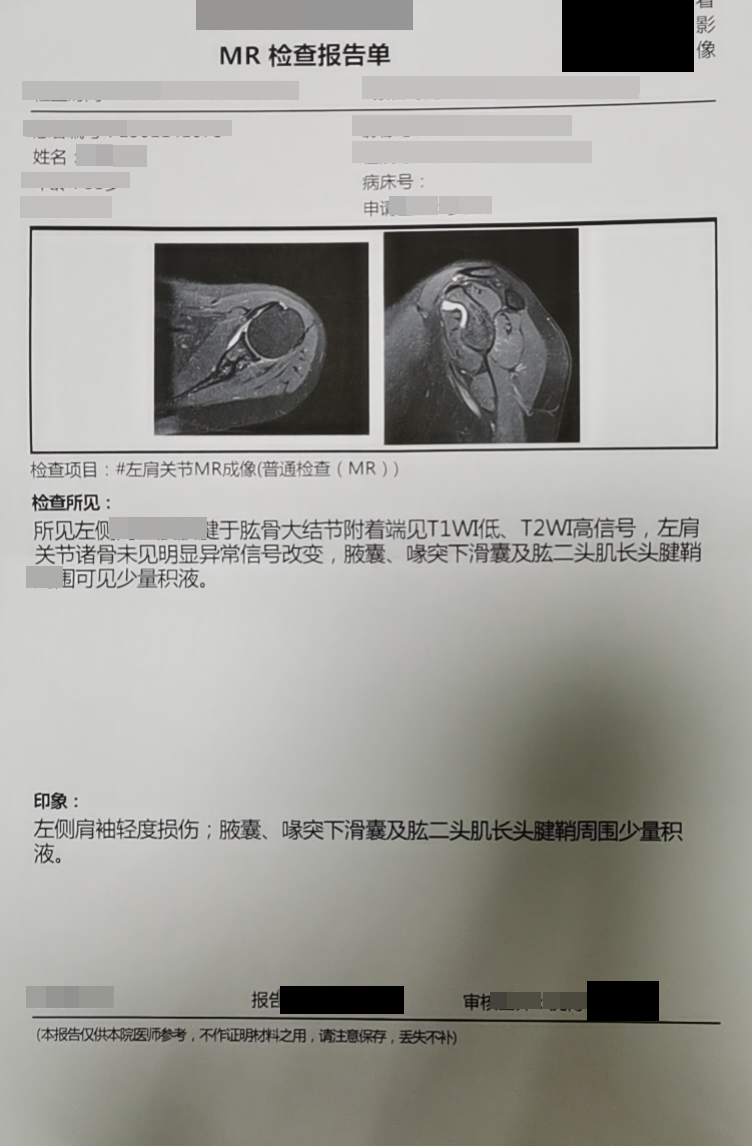 看
影
像
MR 检查报告单
姓名：
病床号：
申请
检查项目：#左肩关节MR成像(普通检查（MR）)
检查所见：
所见左侧 腱于肱骨大结节附着端见T1WI低、T2WI高信号，左肩
关节诸骨未见明显异常信号改变，腋囊、喙突下滑囊及肱二头肌长头腱鞘
围可见少量积液。
印象：
左侧肩袖轻度损伤；腋囊、喙突下滑囊及肱二头肌长头腱鞘周围少量积
液。
报告
审核
(本报告仅供本院医师参考，不作证明材料之用，请注意保存，丢失不补)